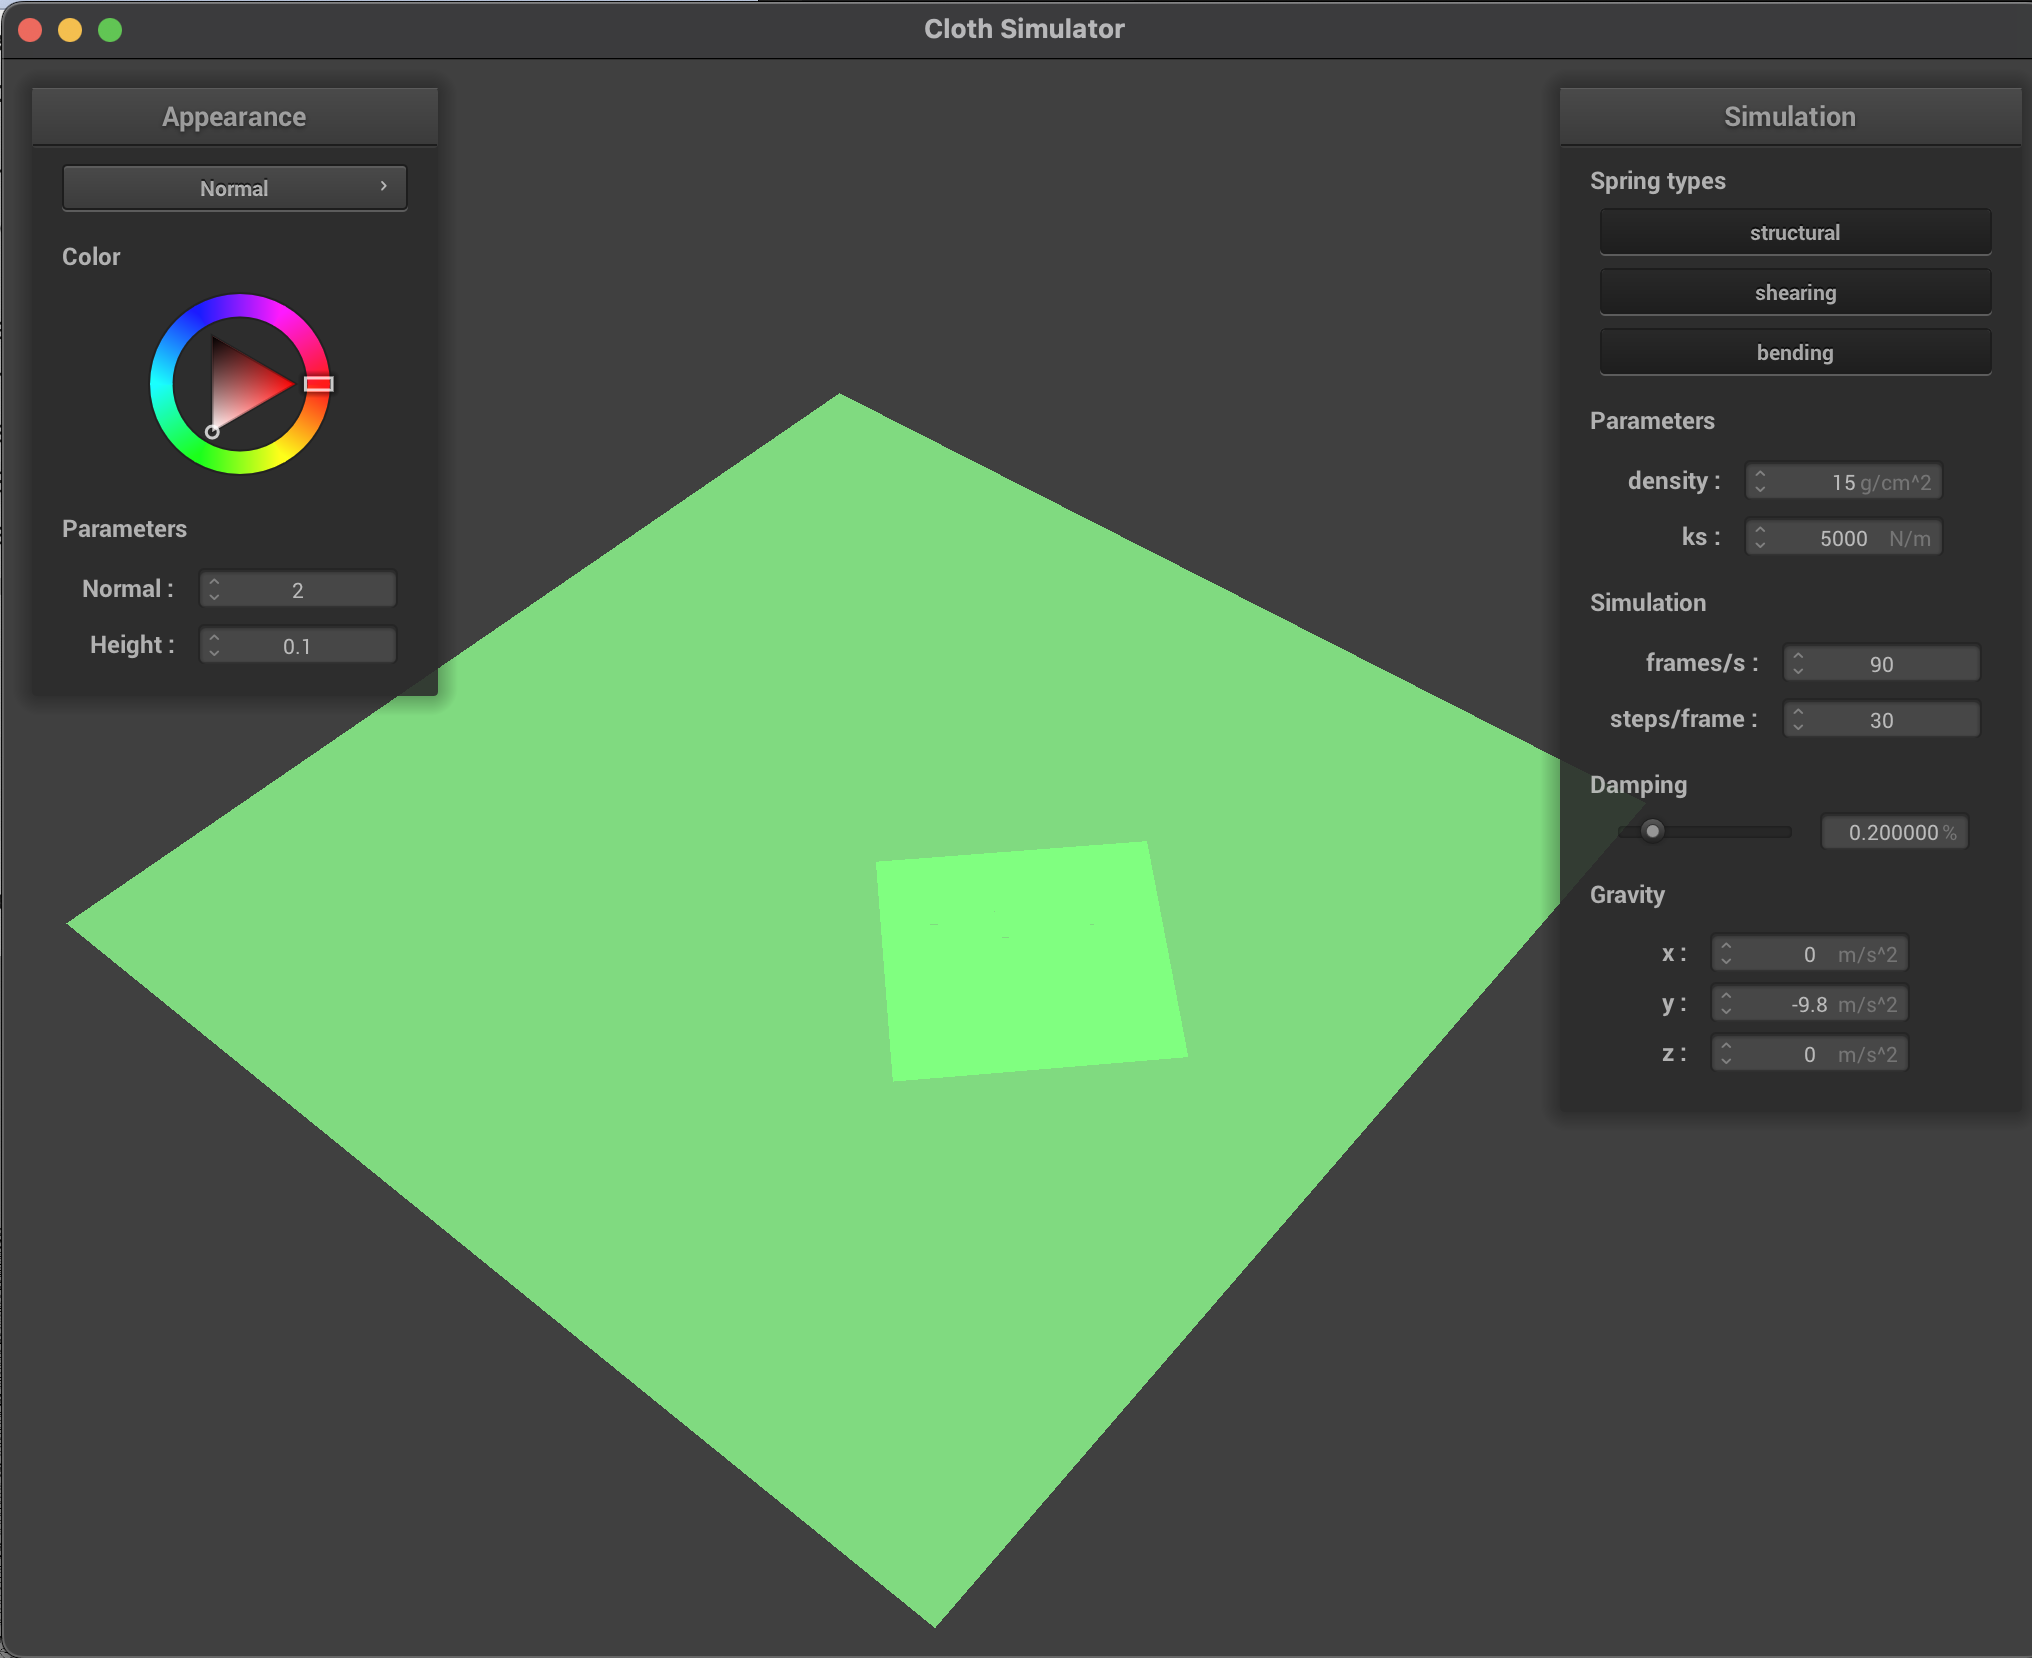 Cloth Simulator
Appearance
Normal
Color
Parameters
Normal : 2
Height : 0.1
Simulation
Spring types
structural
shearing
bending
Parameters
density : 15 g/cm^2
ks : 5000 N/m
Simulation
frames/s : 90
steps/frame : 30
Damping
0.200000 %
Gravity
x : 0 m/s^2
y : -9.8 m/s^2
z : 0 m/s^2